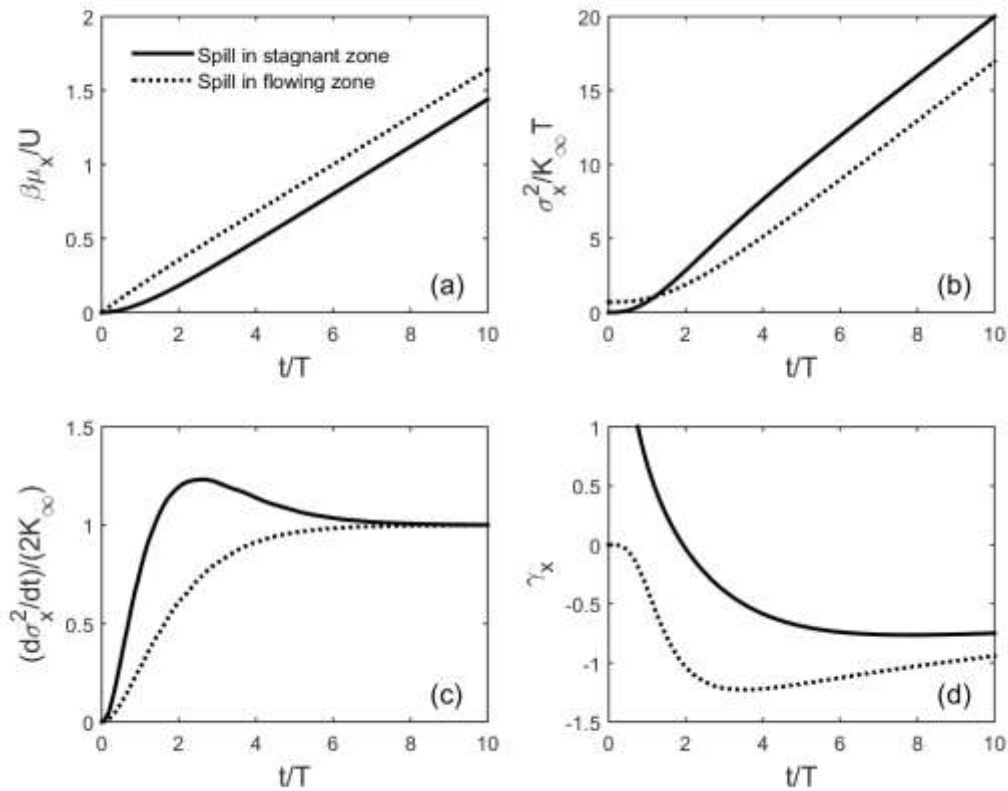 2
1.5
1
0.5
0
βμx/U
Spill in stagnant zone
Spill in flowing zone
(a)
0 2 4 6 8 10
t/T
20
15
10
5
0
σx²/K∞T
(b)
0 2 4 6 8 10
t/T
1.5
1
0.5
0
(dσx²/dt)/(2K∞)
(c)
0 2 4 6 8 10
t/T
1
0.5
0
-0.5
-1
-1.5
γx
(d)
0 2 4 6 8 10
t/T